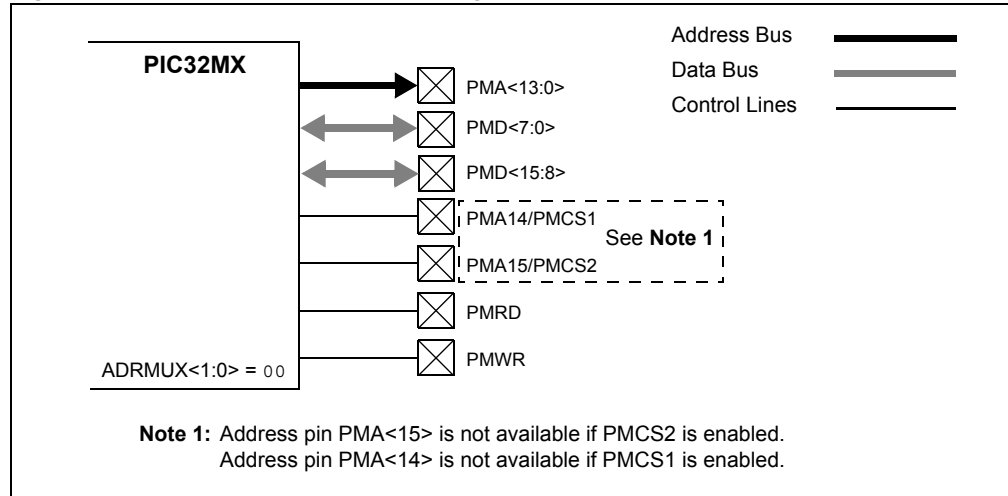 PIC32MX
Address Bus
Data Bus
Control Lines
PMA<13:0>
PMD<7:0>
PMD<15:8>
PMA14/PMCS1
See Note 1
PMA15/PMCS2
PMRD
PMWR
ADRMUX<1:0> = 00
Note 1: Address pin PMA<15> is not available if PMCS2 is enabled.
Address pin PMA<14> is not available if PMCS1 is enabled.